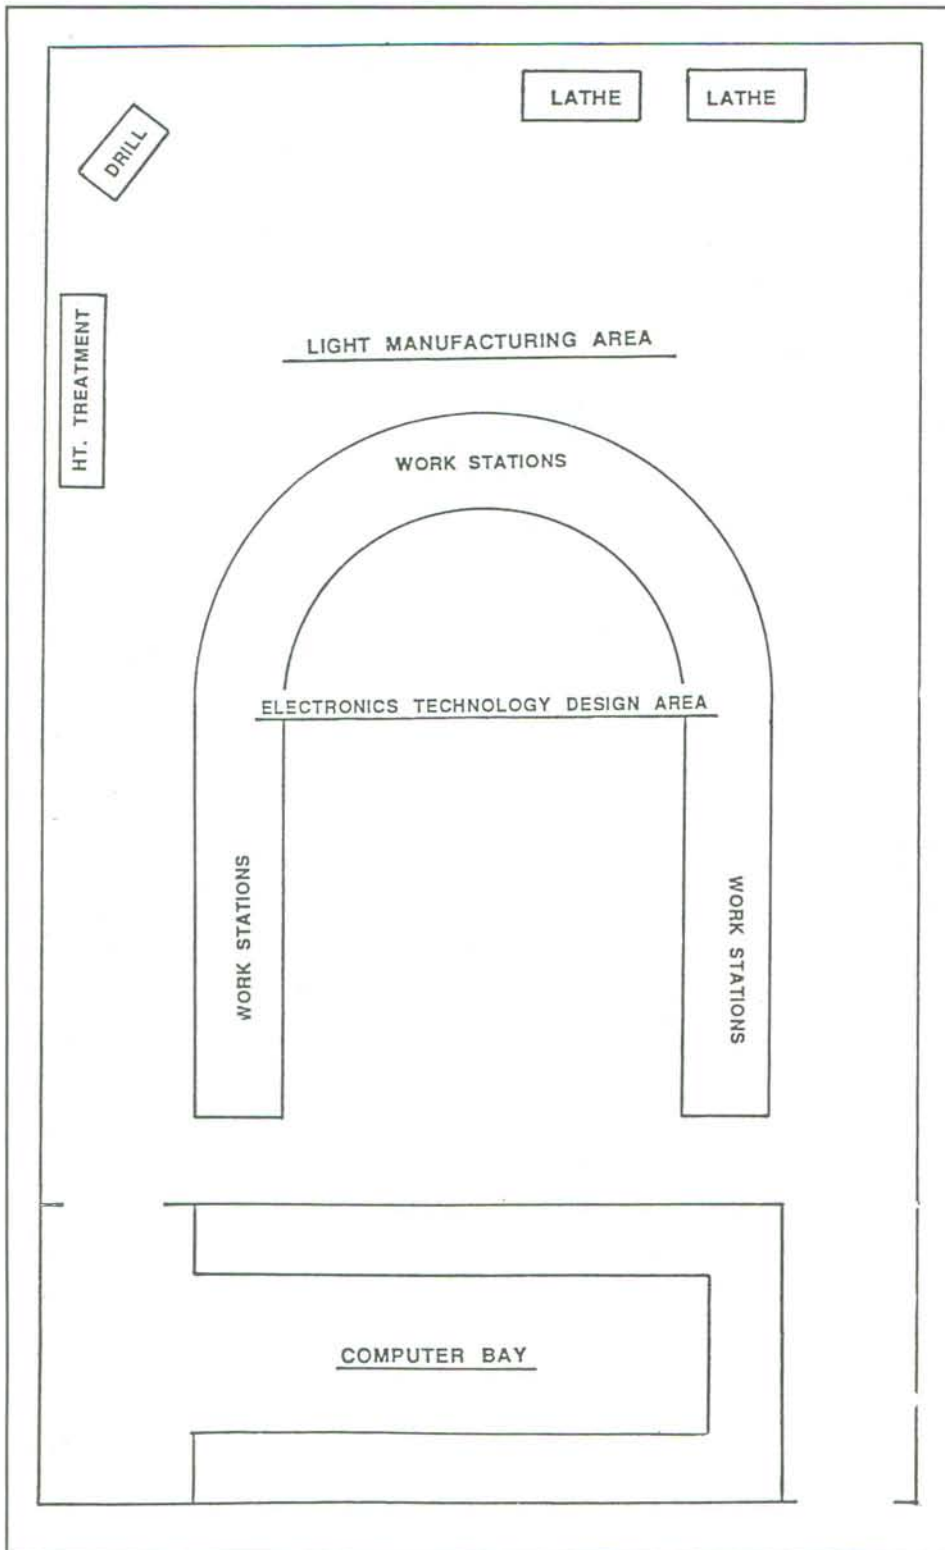 LATHE
LATHE
DRILL
HT. TREATMENT
LIGHT MANUFACTURING AREA
WORK STATIONS
ELECTRONICS TECHNOLOGY DESIGN AREA
WORK STATIONS
WORK STATIONS
COMPUTER BAY